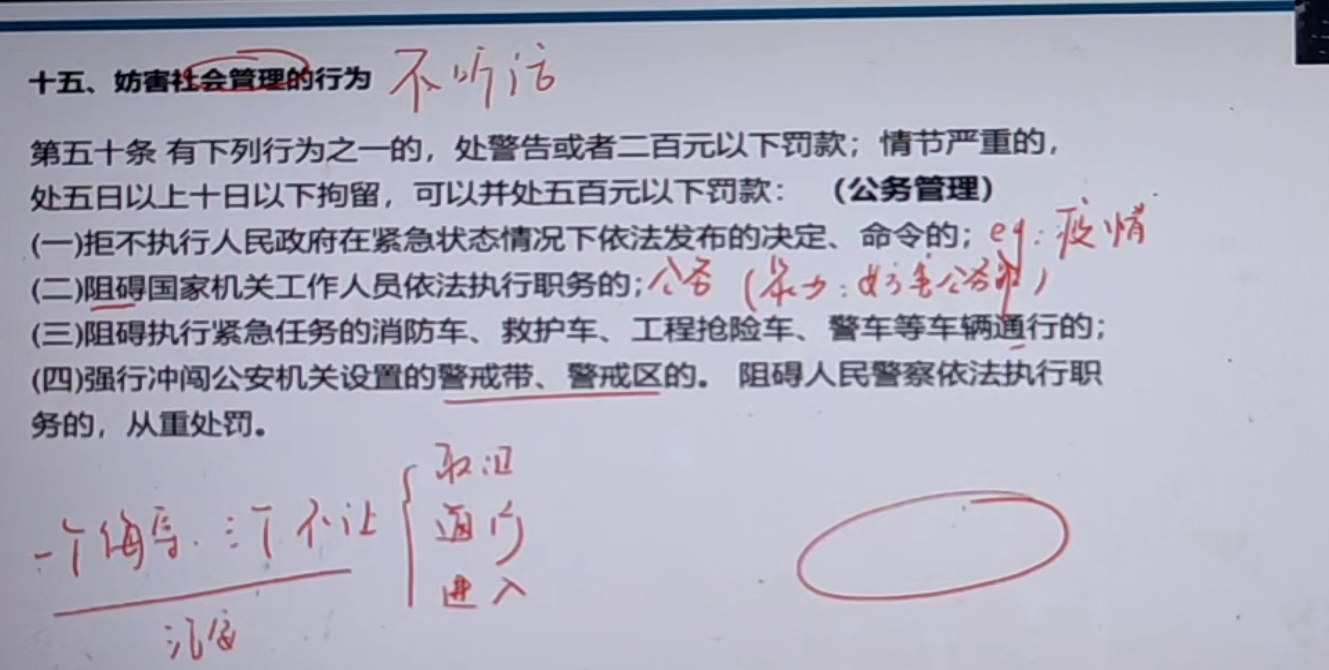 十五、妨害社会管理的行为 不听话
第五十条 有下列行为之一的，处警告或者二百元以下罚款；情节严重的，
处五日以上十日以下拘留，可以并处五百元以下罚款： （公务管理）
(一)拒不执行人民政府在紧急状态情况下依法发布的决定、命令的； eg：疫情
(二)阻碍国家机关工作人员依法执行职务的；公务（暴力：妨害公务罪）
(三)阻碍执行紧急任务的消防车、救护车、工程抢险车、警车等车辆通行的；
(四)强行冲闯公安机关设置的警戒带、警戒区的。 阻碍人民警察依法执行职
务的，从重处罚。
一个侮辱．三个不让
取证
通行
进入